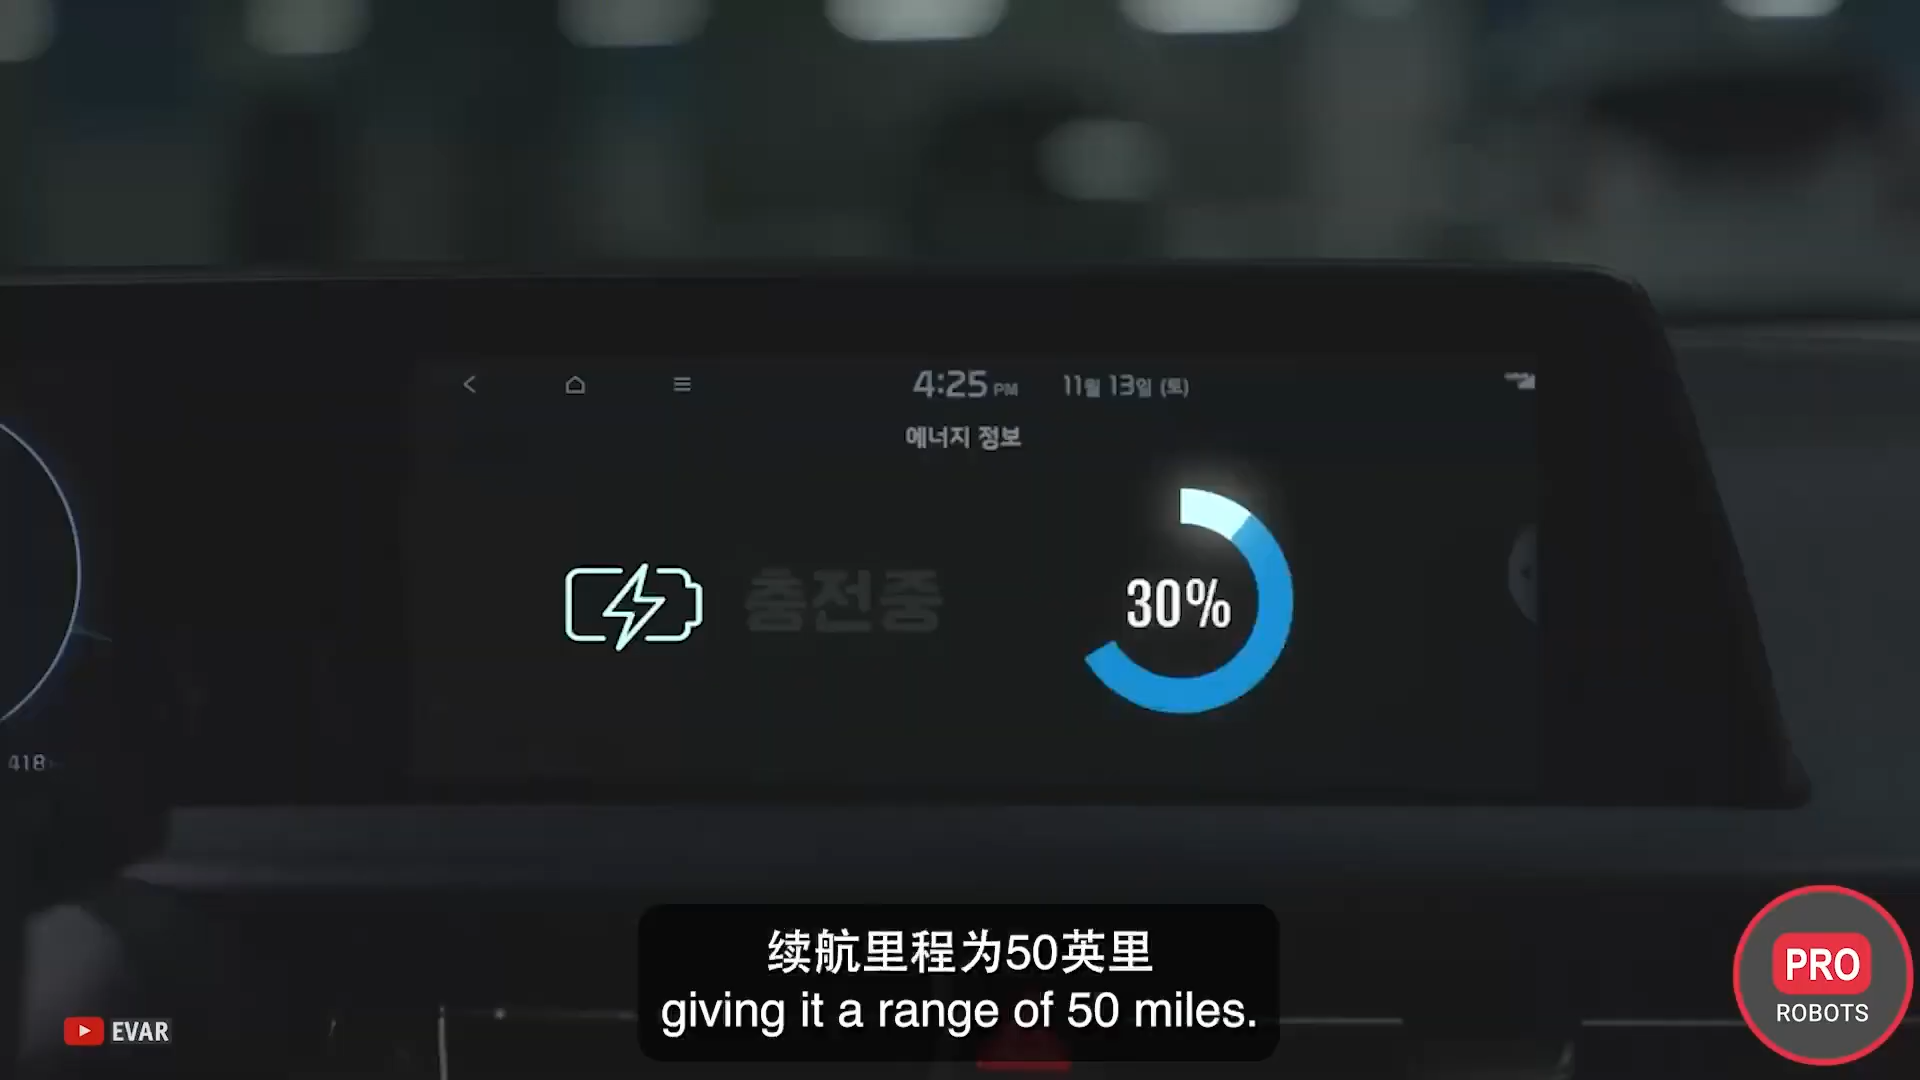 4:25 PM 11월 13일 (토)
에너지 정보
충전중
30%
418
续航里程为50英里
giving it a range of 50 miles.
EVAR
PRO
ROBOTS